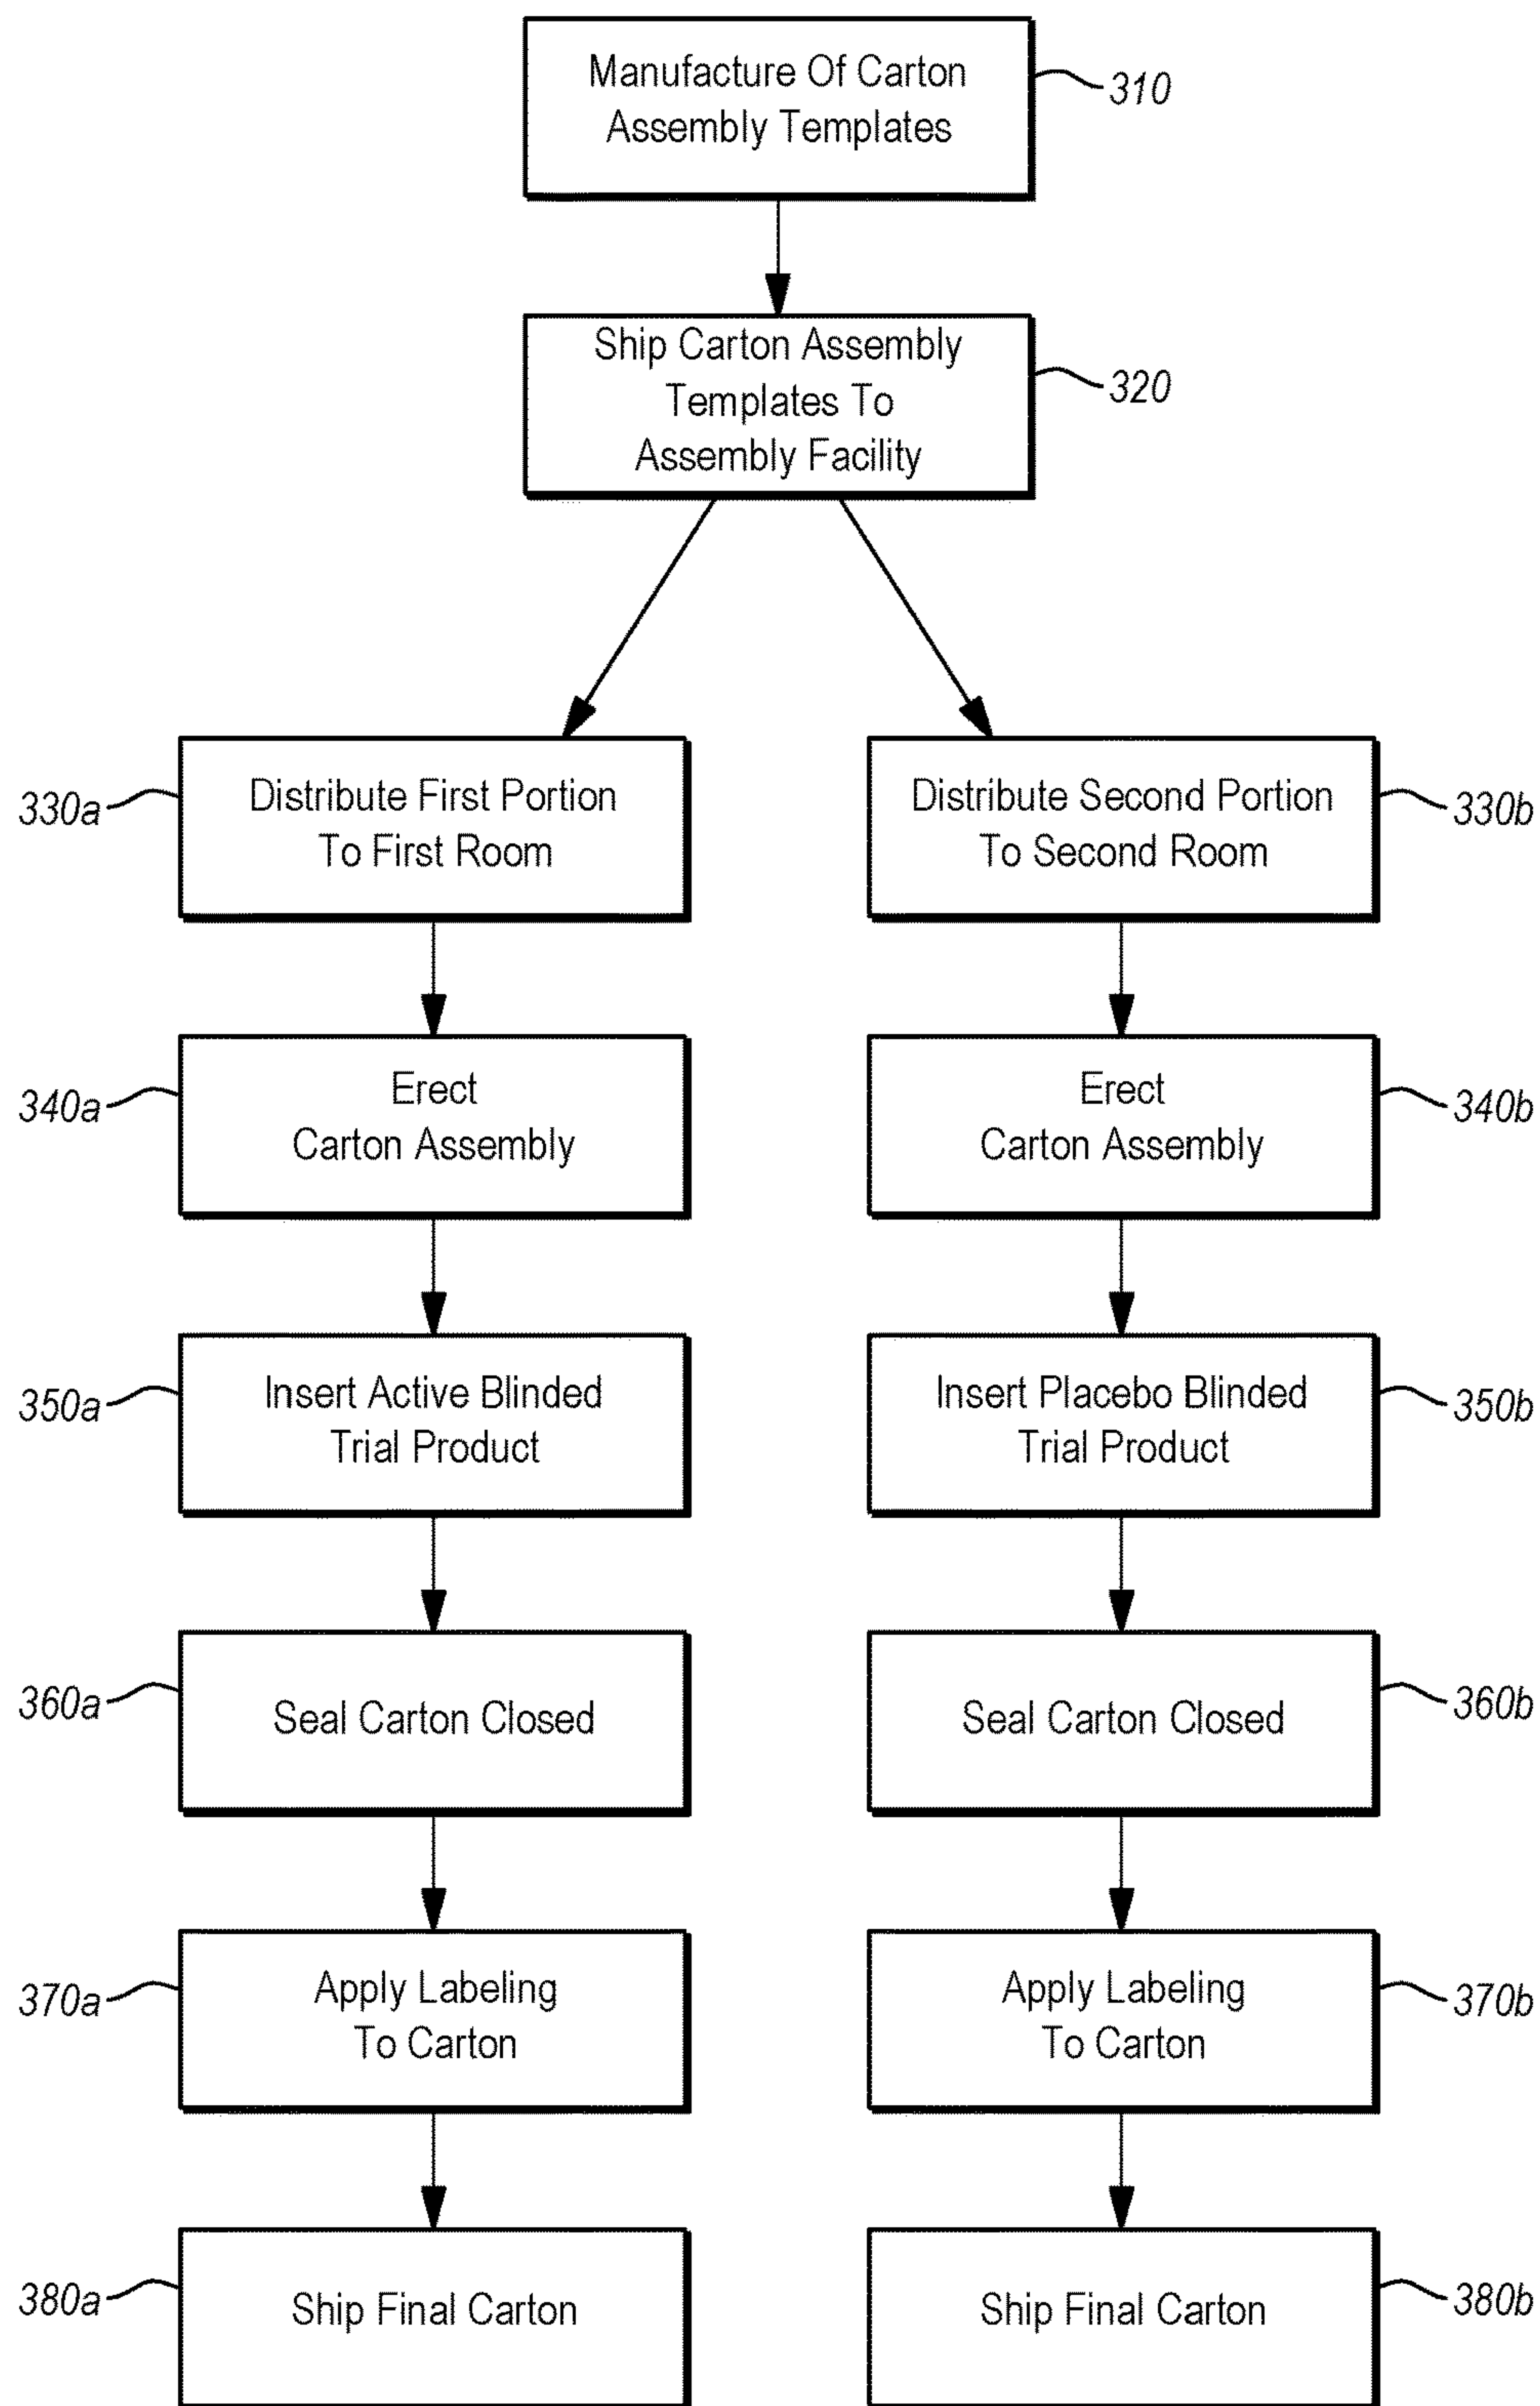 Manufacture Of Carton
Assembly Templates
310
Ship Carton Assembly
Templates To
Assembly Facility
320
330a
Distribute First Portion
To First Room
Distribute Second Portion
To Second Room
330b
340a
Erect
Carton Assembly
Erect
Carton Assembly
340b
350a
Insert Active Blinded
Trial Product
Insert Placebo Blinded
Trial Product
350b
360a
Seal Carton Closed
Seal Carton Closed
360b
370a
Apply Labeling
To Carton
Apply Labeling
To Carton
370b
380a
Ship Final Carton
Ship Final Carton
380b